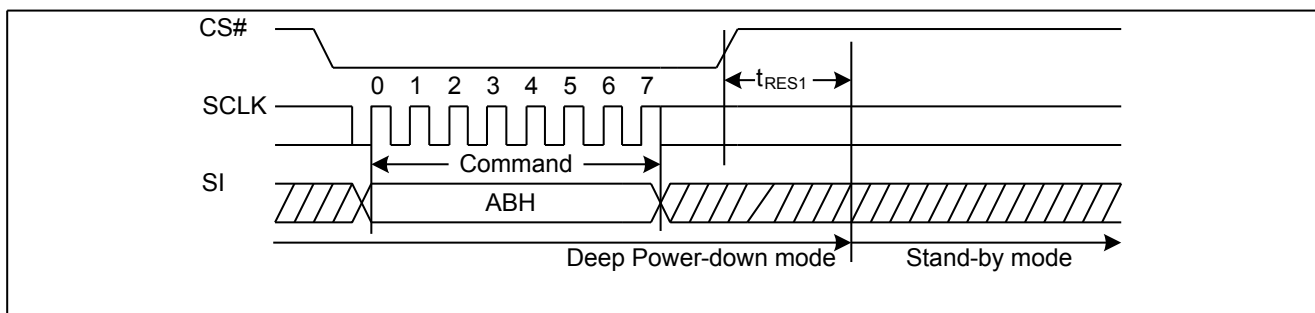 CS#
tRES1
0 1 2 3 4 5 6 7
SCLK
Command
SI
ABH
Deep Power-down mode Stand-by mode